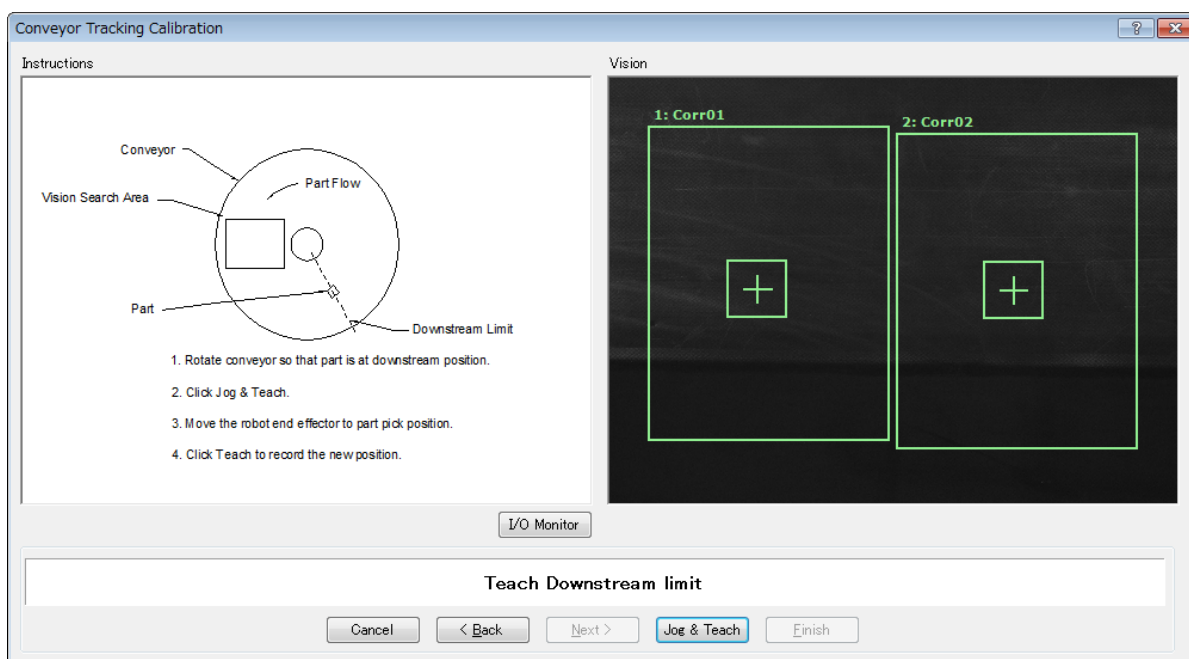 Conveyor Tracking Calibration
?
Instructions
Vision
Conveyor
Part Flow
Vision Search Area
Part
Downstream Limit
1. Rotate conveyor so that part is at downstream position.
2. Click Jog & Teach.
3. Move the robot end effector to part pick position.
4. Click Teach to record the new position.
1: Corr01
2: Corr02
I/O Monitor
Teach Downstream limit
Cancel
< Back
Next >
Jog & Teach
Finish